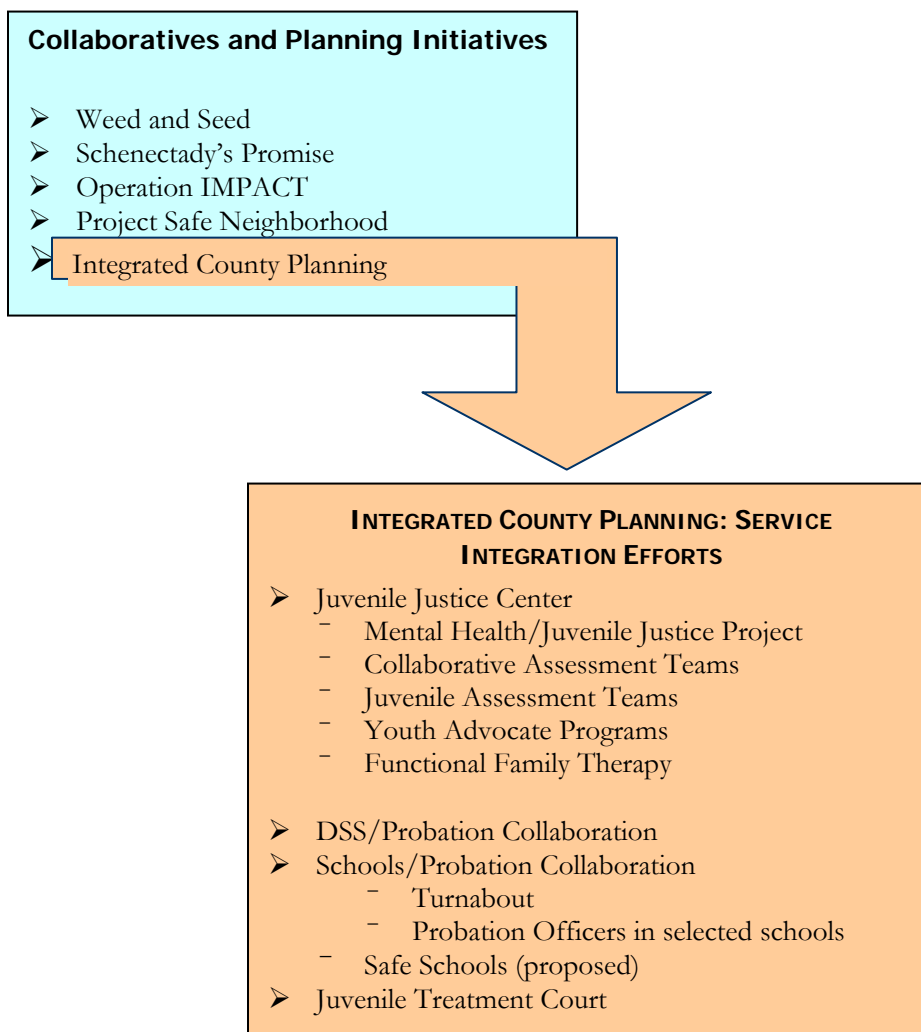 Collaboratives and Planning Initiatives
➢ Weed and Seed
➢ Schenectady’s Promise
➢ Operation IMPACT
➢ Project Safe Neighborhood
➢ Integrated County Planning
INTEGRATED COUNTY PLANNING: SERVICE
INTEGRATION EFFORTS
➢ Juvenile Justice Center
⁻ Mental Health/Juvenile Justice Project
⁻ Collaborative Assessment Teams
⁻ Juvenile Assessment Teams
⁻ Youth Advocate Programs
⁻ Functional Family Therapy
➢ DSS/Probation Collaboration
➢ Schools/Probation Collaboration
⁻ Turnabout
⁻ Probation Officers in selected schools
⁻ Safe Schools (proposed)
➢ Juvenile Treatment Court